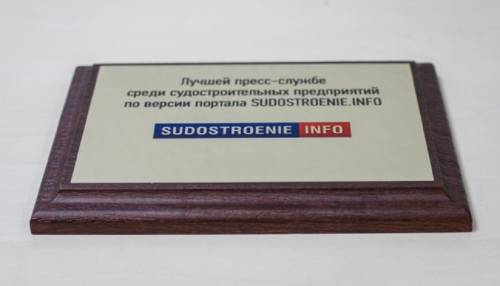 Лучшей пресс-службе
среди судостроительных предприятий
по версии портала SUDOSTROENIE.INFO
SUDOSTROENIE INFO